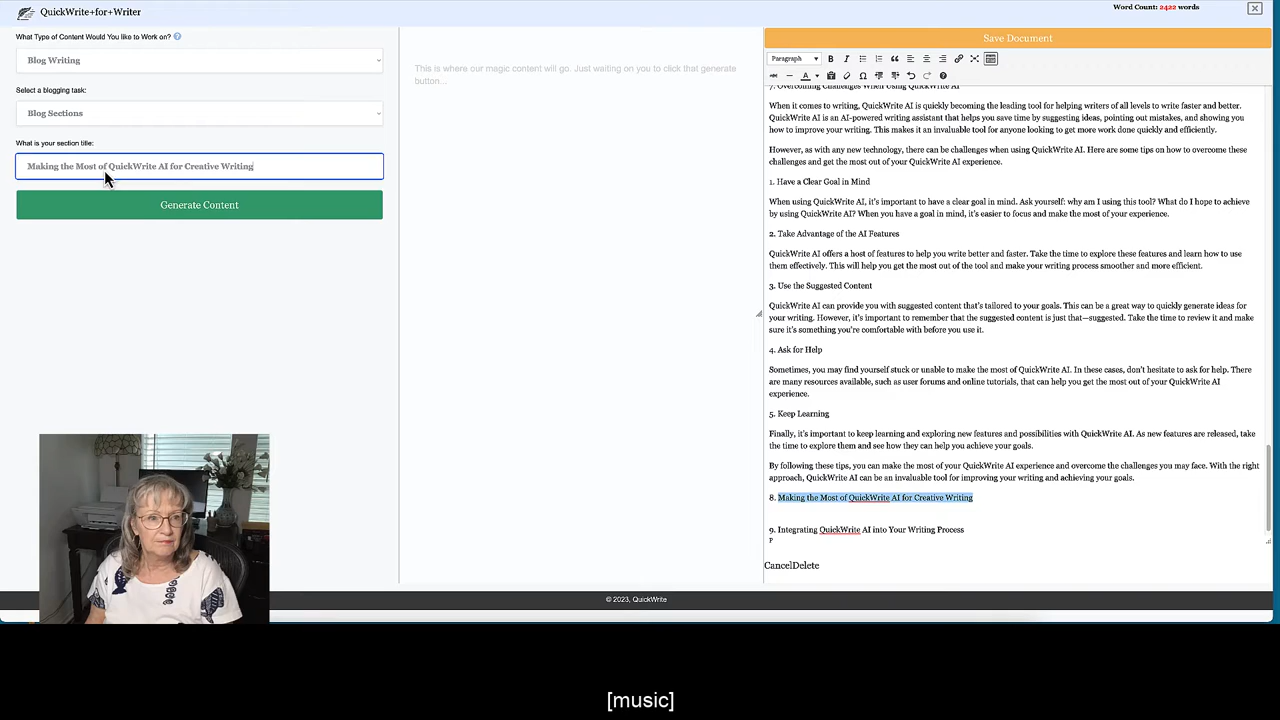 QuickWrite+for+Writer
Word Count: 2422 words
What Type of Content Would You like to Work on?
Blog Writing
Select a blogging task:
Blog Sections
What is your section title:
Making the Most of QuickWrite AI for Creative Writing
Generate Content
This is where our magic content will go. Just waiting on you to click that generate
button...
Save Document
Paragraph
7. Overcoming Challenges When Using QuickWrite AI
When it comes to writing, QuickWrite AI is quickly becoming the leading tool for helping writers of all levels to write faster and better.
QuickWrite AI is an AI-powered writing assistant that helps you save time by suggesting ideas, pointing out mistakes, and showing you
how to improve your writing. This makes it an invaluable tool for anyone looking to get more work done quickly and efficiently.
However, as with any new technology, there can be challenges when using QuickWrite AI. Here are some tips on how to overcome these
challenges and get the most out of your QuickWrite AI experience.
1. Have a Clear Goal in Mind
When using QuickWrite AI, it's important to have a clear goal in mind. Ask yourself: why am I using this tool? What do I hope to achieve
by using QuickWrite AI? When you have a goal in mind, it's easier to focus and make the most of your experience.
2. Take Advantage of the AI Features
QuickWrite AI offers a host of features to help you write better and faster. Take the time to explore these features and learn how to use
them effectively. This will help you get the most out of the tool and make your writing process smoother and more efficient.
3. Use the Suggested Content
QuickWrite AI can provide you with suggested content that's tailored to your goals. This can be a great way to quickly generate ideas for
your writing. However, it's important to remember that the suggested content is just that—suggested. Take the time to review it and make
sure it's something you're comfortable with before you use it.
4. Ask for Help
Sometimes, you may find yourself stuck or unable to make the most of QuickWrite AI. In these cases, don't hesitate to ask for help. There
are many resources available, such as user forums and online tutorials, that can help you get the most out of your QuickWrite AI
experience.
5. Keep Learning
Finally, it's important to keep learning and exploring new features and possibilities with QuickWrite AI. As new features are released, take
the time to explore them and see how they can help you achieve your goals.
By following these tips, you can make the most of your QuickWrite AI experience and overcome the challenges you may face. With the right
approach, QuickWrite AI can be an invaluable tool for improving your writing and achieving your goals.
8. Making the Most of QuickWrite AI for Creative Writing
9. Integrating QuickWrite AI into Your Writing Process
P
CancelDelete
© 2023, QuickWrite
[music]